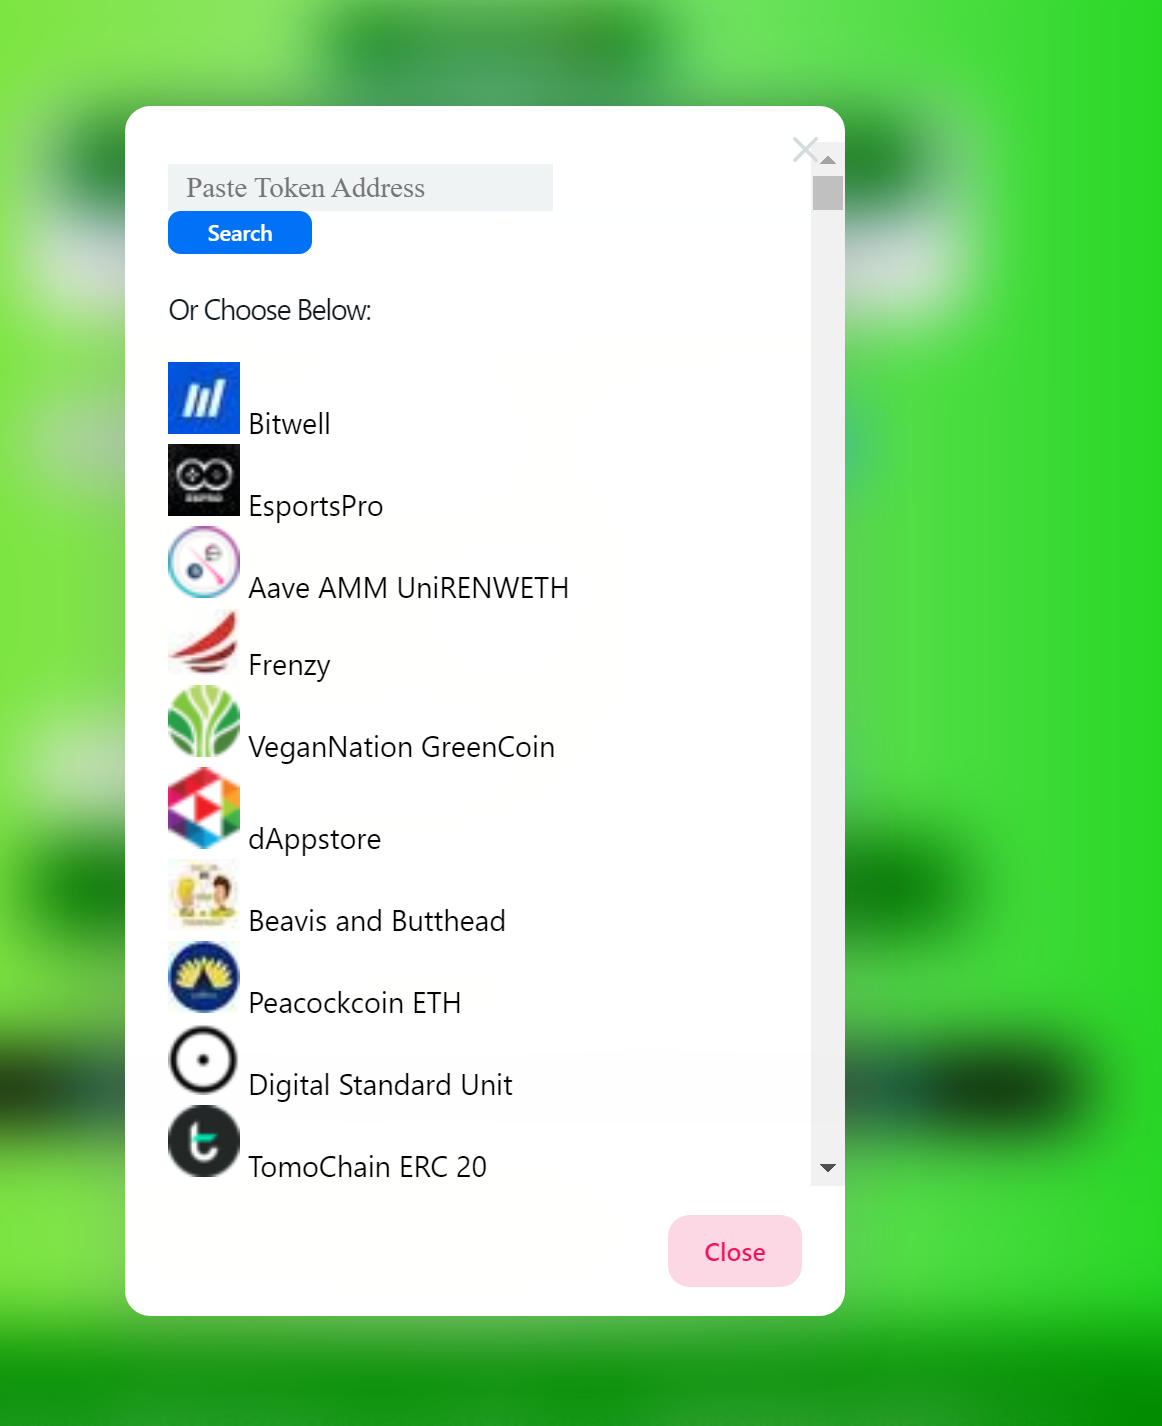 Paste Token Address
Search
Or Choose Below:
Bitwell
EsportsPro
Aave AMM UniRENWETH
Frenzy
VeganNation GreenCoin
dAppstore
Beavis and Butthead
Peacockcoin ETH
Digital Standard Unit
TomoChain ERC 20
Close